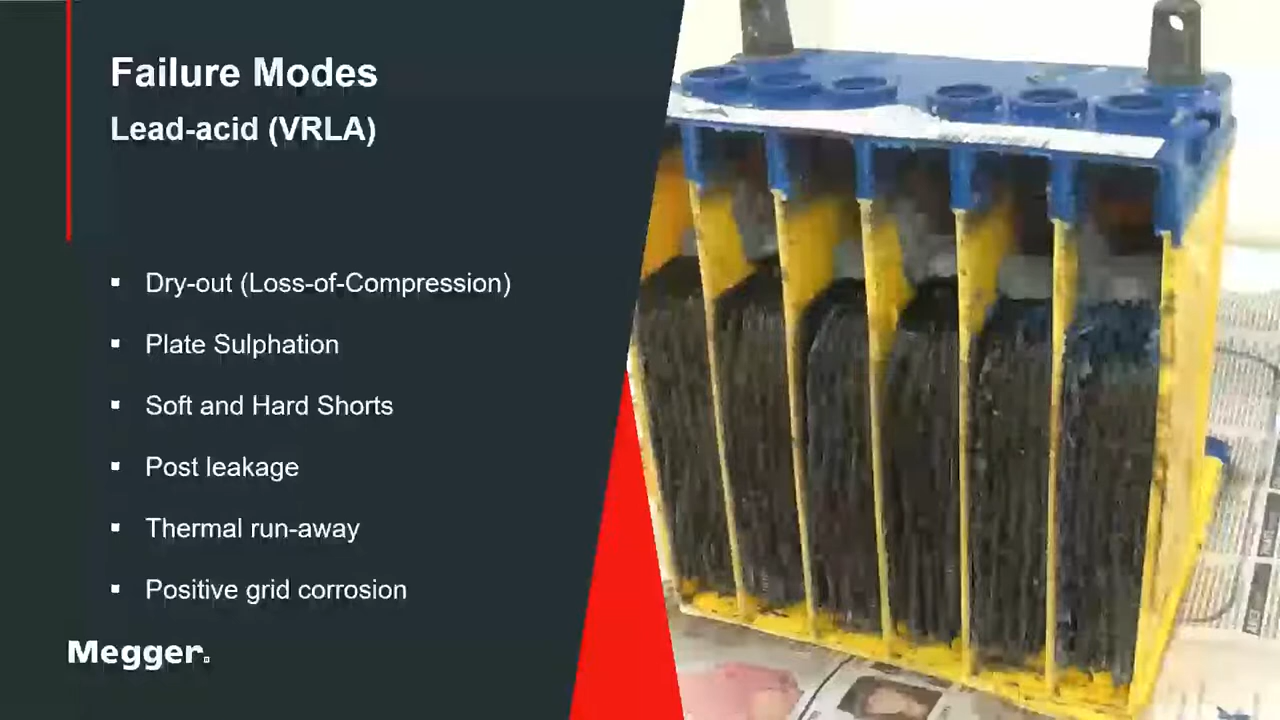 Failure Modes
Lead-acid (VRLA)
▪ Dry-out (Loss-of-Compression)
▪ Plate Sulphation
▪ Soft and Hard Shorts
▪ Post leakage
▪ Thermal run-away
▪ Positive grid corrosion
Megger